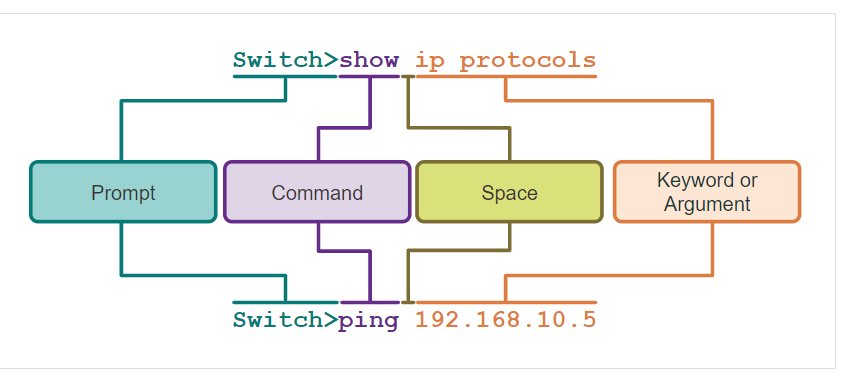 Switch>show ip protocols
Prompt
Command
Space
Keyword or
Argument
Switch>ping 192.168.10.5